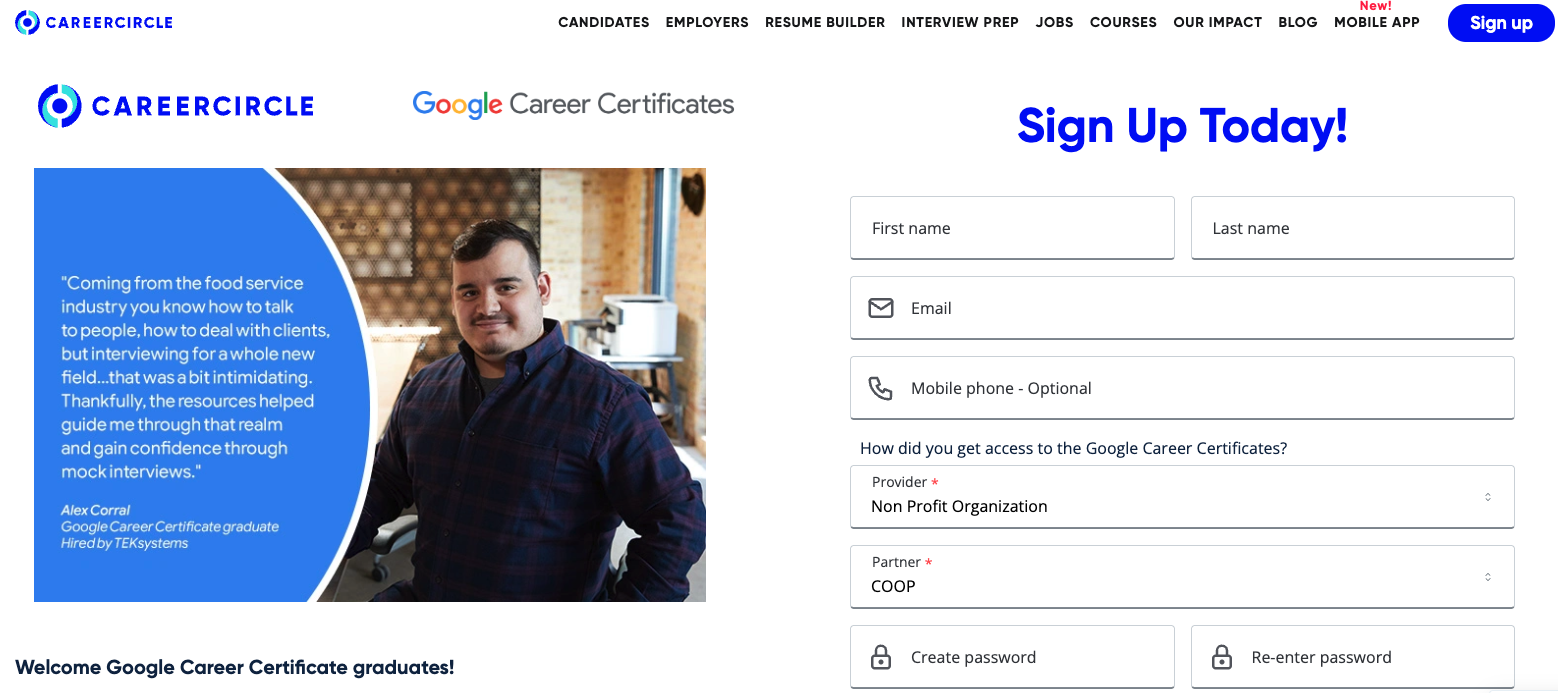 CAREERCIRCLE
CANDIDATES EMPLOYERS RESUME BUILDER INTERVIEW PREP JOBS COURSES OUR IMPACT BLOG New! MOBILE APP Sign up
CAREERCIRCLE
Google Career Certificates
"Coming from the food service
industry you know how to talk
to people, how to deal with clients,
but interviewing for a whole new
field...that was a bit intimidating.
Thankfully, the resources helped
guide me through that realm
and gain confidence through
mock interviews."
Alex Corral
Google Career Certificate graduate
Hired by TEKsystems
Welcome Google Career Certificate graduates!
Sign Up Today!
First name Last name
Email
Mobile phone - Optional
How did you get access to the Google Career Certificates?
Provider *
Non Profit Organization
Partner *
COOP
Create password Re-enter password